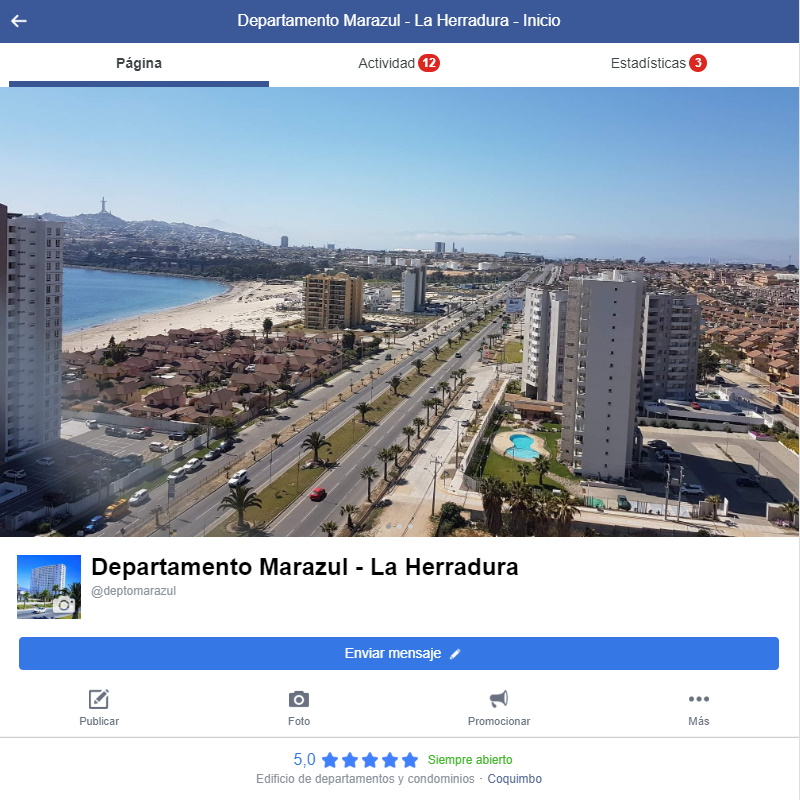 Departamento Marazul - La Herradura - Inicio
Página Actividad 12 Estadísticas 3
Departamento Marazul - La Herradura
@deptomarazul
Enviar mensaje
Publicar Foto Promocionar Más
5,0 Siempre abierto
Edificio de departamentos y condominios · Coquimbo